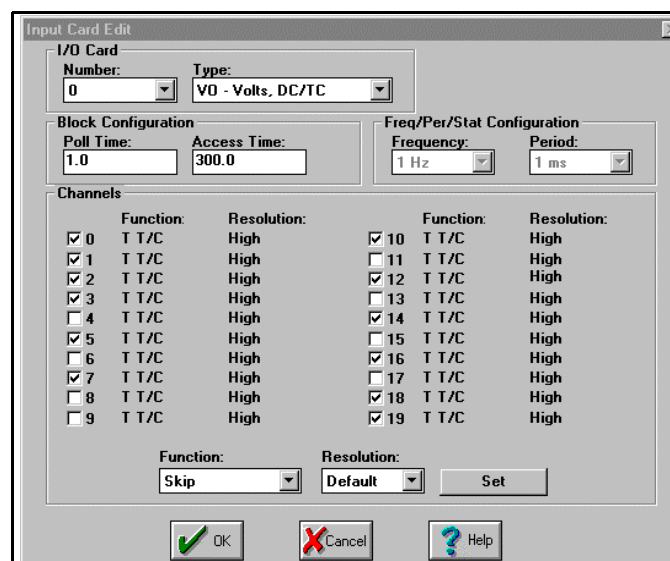 Input Card Edit
I/O Card
Number: Type:
0 VO - Volts, DC/TC
Block Configuration
Poll Time: Access Time:
1.0 300.0
Freq/Per/Stat Configuration
Frequency: Period:
1 Hz 1 ms
Channels
Function: Resolution: Function: Resolution:
0 T T/C High 10 T T/C High
1 T T/C High 11 T T/C High
2 T T/C High 12 T T/C High
3 T T/C High 13 T T/C High
4 T T/C High 14 T T/C High
5 T T/C High 15 T T/C High
6 T T/C High 16 T T/C High
7 T T/C High 17 T T/C High
8 T T/C High 18 T T/C High
9 T T/C High 19 T T/C High
Function: Resolution:
Skip Default Set
OK Cancel Help